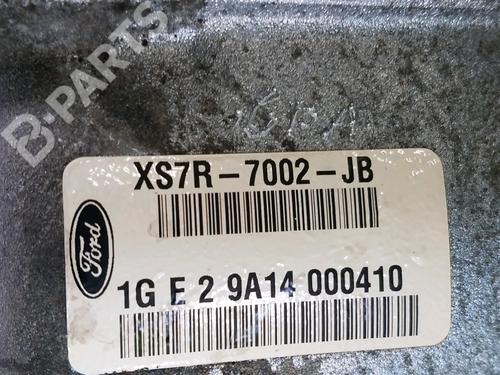 B-PARTS
XS7R-7002-JB
Ford
1G E 2 9A14 000410